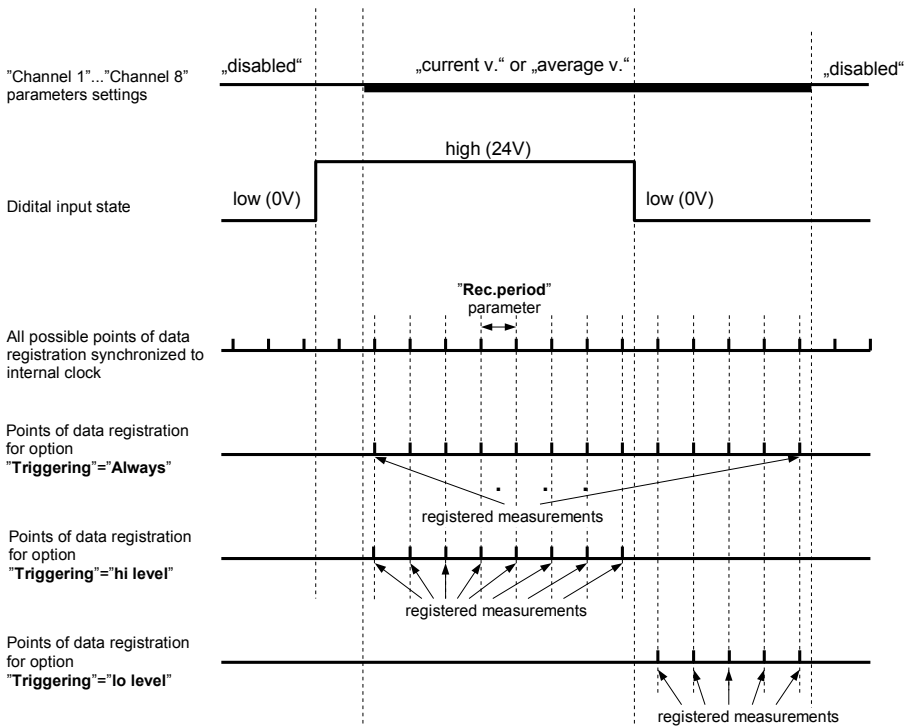 „disabled“
„current v.“ or „average v.“
„disabled“
”Channel 1”...”Channel 8”
parameters settings
high (24V)
low (0V)
low (0V)
Didital input state
”Rec.period”
parameter
All possible points of data
registration synchronized to
internal clock
Points of data registration
for option
”Triggering”=”Always”
. . .
registered measurements
Points of data registration
for option
”Triggering”=”hi level”
registered measurements
Points of data registration
for option
”Triggering”=”lo level”
registered measurements